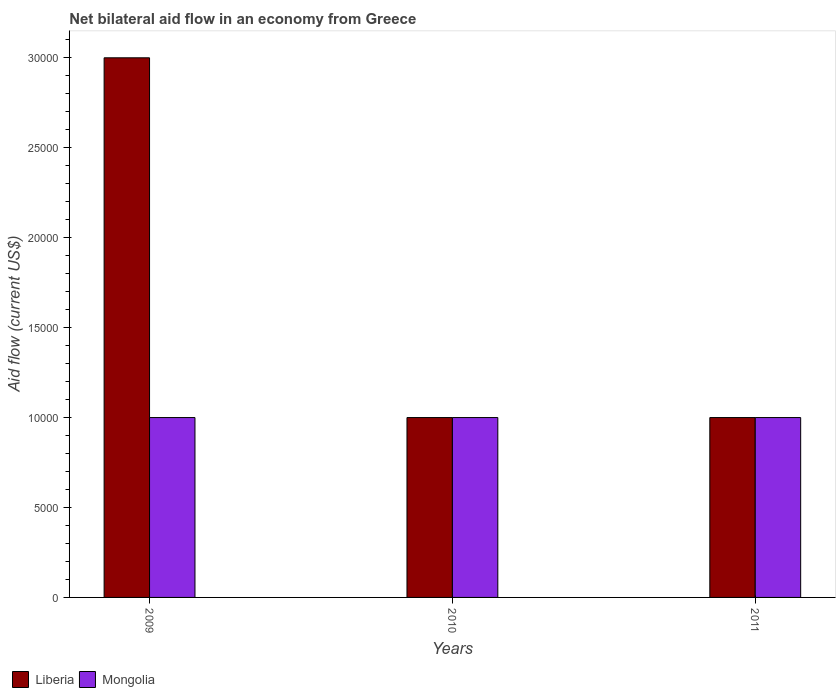 Net bilateral aid flow in an economy from Greece
Aid flow (current US$)
30000
25000
20000
15000
10000
5000
0
2009
2010
2011
Years
Liberia
Mongolia